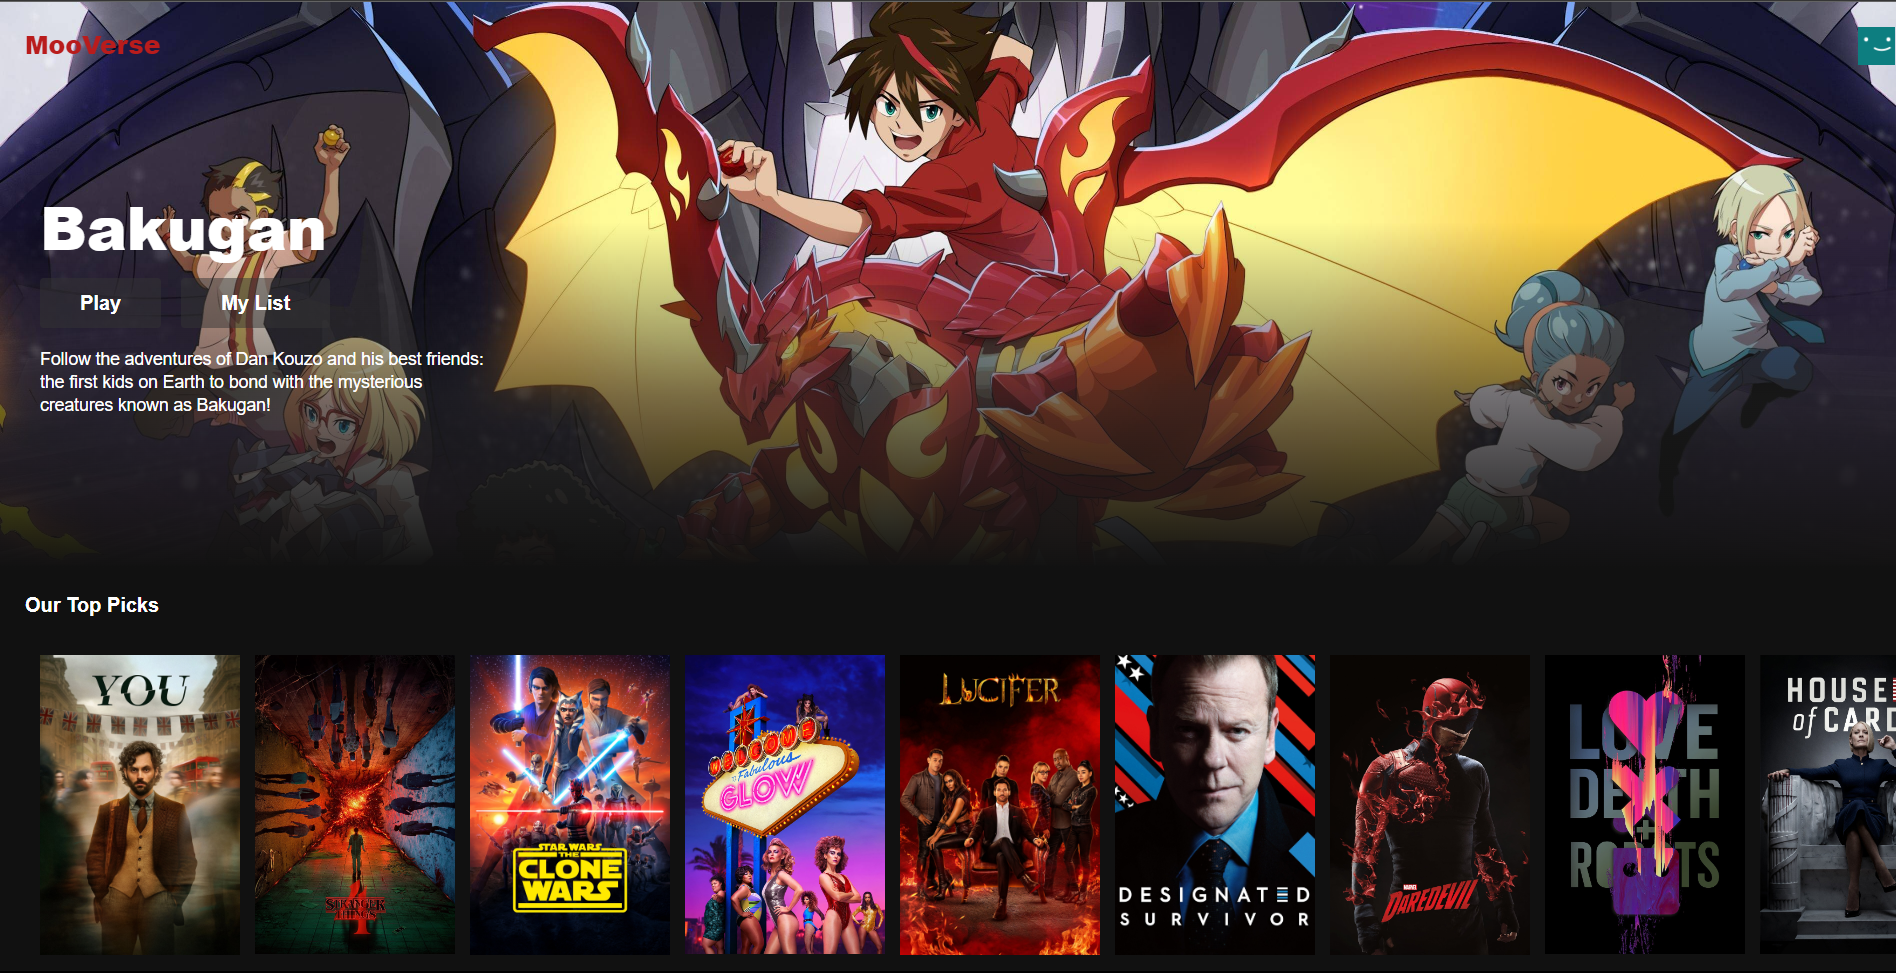 MooVerse
Bakugan
Play
My List
Follow the adventures of Dan Kouzo and his best friends:
the first kids on Earth to bond with the mysterious
creatures known as Bakugan!
Our Top Picks
YOU
STRANGER
THINGS
4
STAR WARS
THE
CLONE
WARS
WELCOME
TO Fabulous
GLOW
LUCIFER
DESIGNATED
SURVIVOR
MARVEL
DAREDEVIL
LOVE
DEATH
+
ROBOTS
HOUSE
of CARD